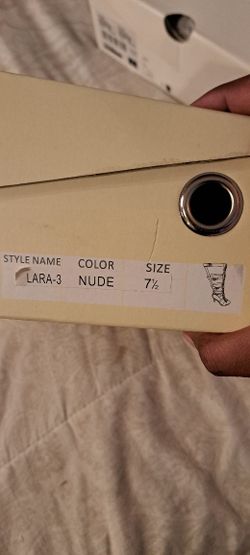 STYLE NAME COLOR SIZE
LARA-3 NUDE 7½